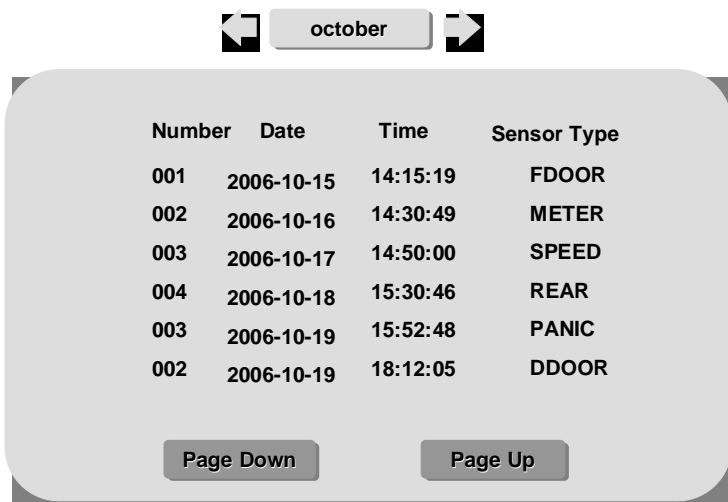 october
Number Date Time Sensor Type
001 2006-10-15 14:15:19 FDOOR
002 2006-10-16 14:30:49 METER
003 2006-10-17 14:50:00 SPEED
004 2006-10-18 15:30:46 REAR
003 2006-10-19 15:52:48 PANIC
002 2006-10-19 18:12:05 DDOOR
Page Down Page Up